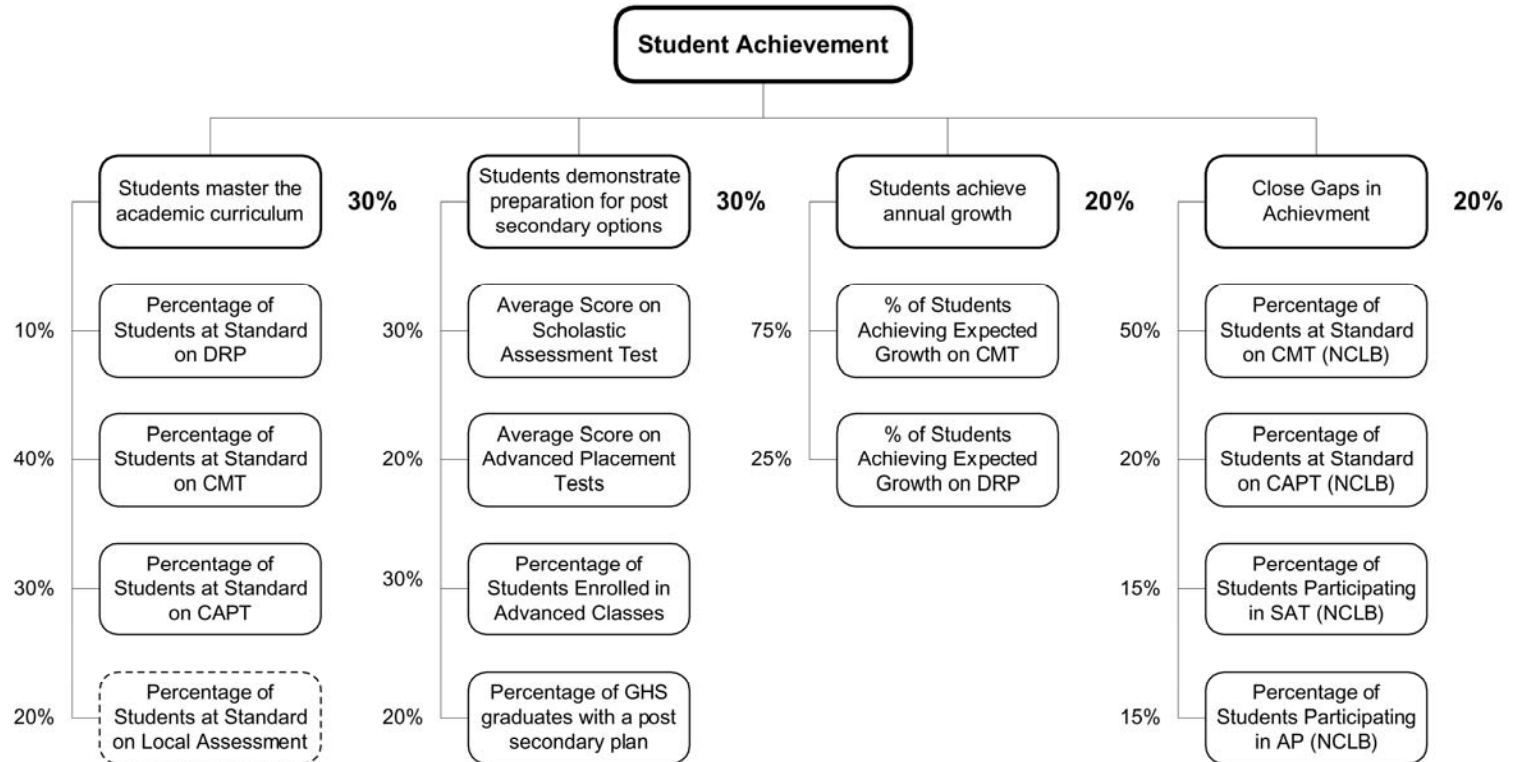 Student Achievement
Students master the
academic curriculum
30%
Students demonstrate
preparation for post
secondary options
30%
Students achieve
annual growth
20%
Close Gaps in
Achievment
20%
10%
Percentage of
Students at Standard
on DRP
40%
Percentage of
Students at Standard
on CMT
30%
Percentage of
Students at Standard
on CAPT
20%
Percentage of
Students at Standard
on Local Assessment
30%
Average Score on
Scholastic
Assessment Test
20%
Average Score on
Advanced Placement
Tests
30%
Percentage of
Students Enrolled in
Advanced Classes
20%
Percentage of GHS
graduates with a post
secondary plan
75%
% of Students
Achieving Expected
Growth on CMT
25%
% of Students
Achieving Expected
Growth on DRP
50%
Percentage of
Students at Standard
on CMT (NCLB)
20%
Percentage of
Students at Standard
on CAPT (NCLB)
15%
Percentage of
Students Participating
in SAT (NCLB)
15%
Percentage of
Students Participating
in AP (NCLB)